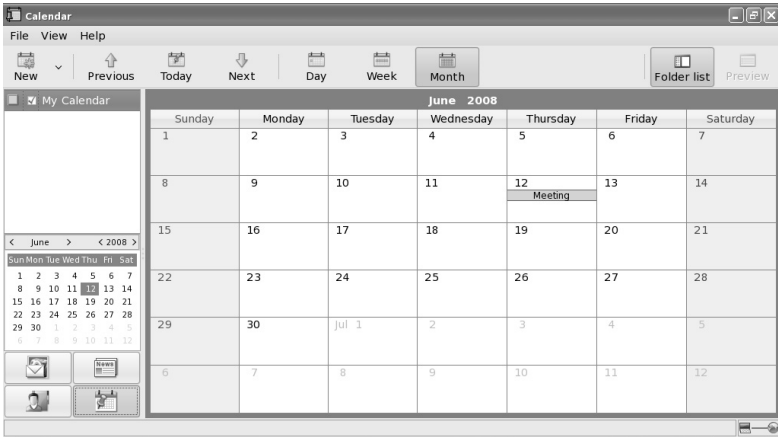 Calendar
File View Help
New Previous Today Next Day Week Month Folder list Preview
My Calendar
June 2008
Sunday Monday Tuesday Wednesday Thursday Friday Saturday
1 2 3 4 5 6 7
8 9 10 11 12 13 14
Meeting
15 16 17 18 19 20 21
22 23 24 25 26 27 28
29 30 Jul 1 2 3 4 5
6 7 8 9 10 11 12
< June > < 2008 >
Sun Mon Tue Wed Thu Fri Sat
1 2 3 4 5 6 7
8 9 10 11 12 13 14
15 16 17 18 19 20 21
22 23 24 25 26 27 28
29 30 1 2 3 4 5
6 7 8 9 10 11 12
News